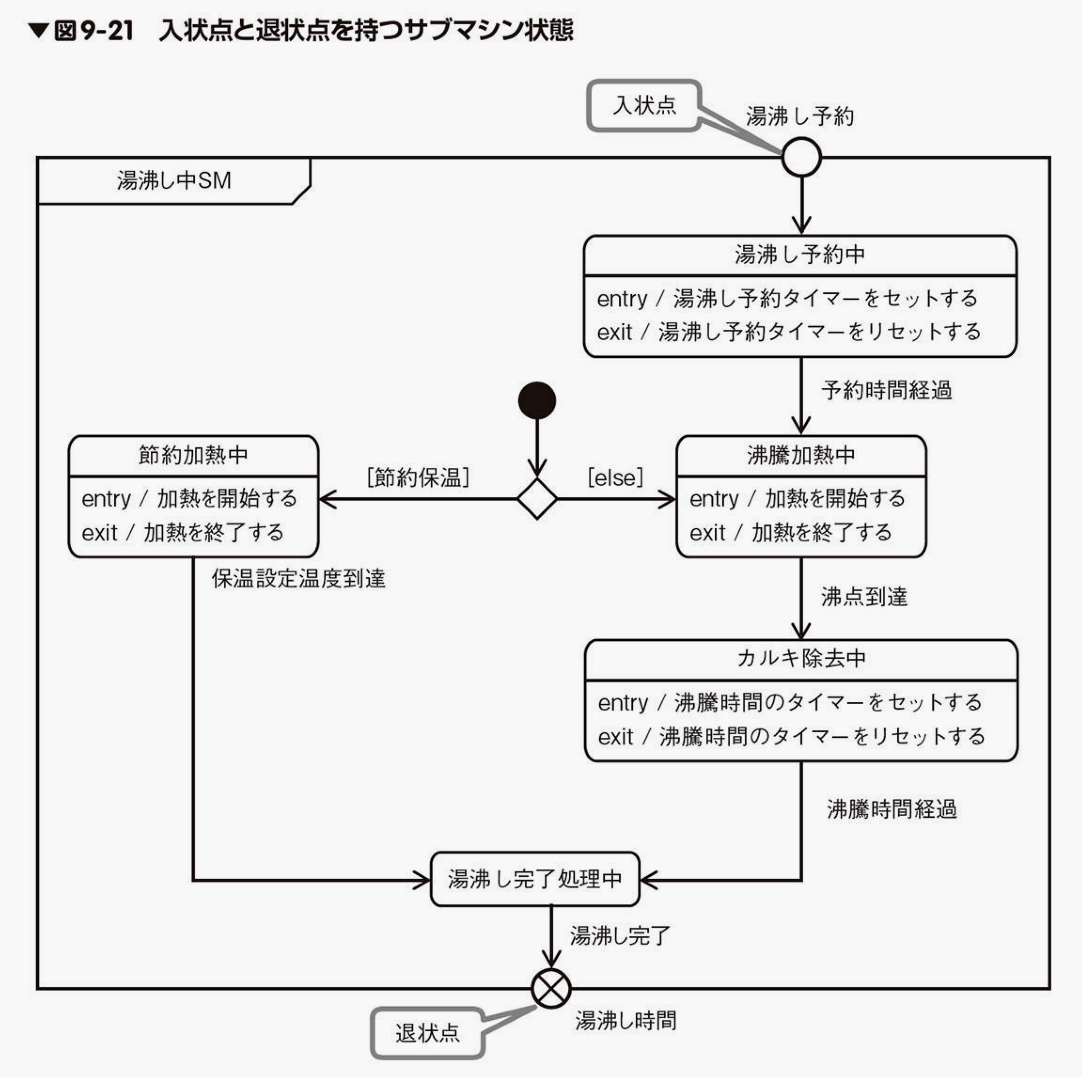 ▼図9-21　入状点と退状点を持つサブマシン状態
入状点
湯沸し予約
湯沸し中SM
湯沸し予約中
entry / 湯沸し予約タイマーをセットする
exit / 湯沸し予約タイマーをリセットする
予約時間経過
節約加熱中
entry / 加熱を開始する
exit / 加熱を終了する
[節約保温]
[else]
沸騰加熱中
entry / 加熱を開始する
exit / 加熱を終了する
保温設定温度到達
沸点到達
カルキ除去中
entry / 沸騰時間のタイマーをセットする
exit / 沸騰時間のタイマーをリセットする
沸騰時間経過
湯沸し完了処理中
湯沸し完了
退状点
湯沸し時間